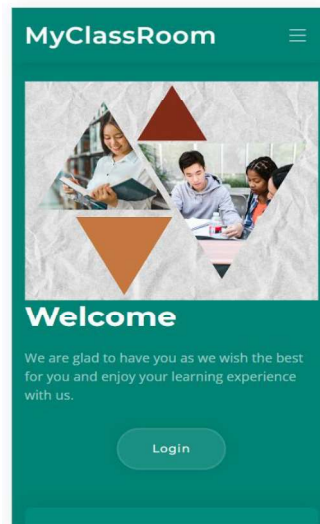 MyClassRoom
Welcome
We are glad to have you as we wish the best
for you and enjoy your learning experience
with us.
Login